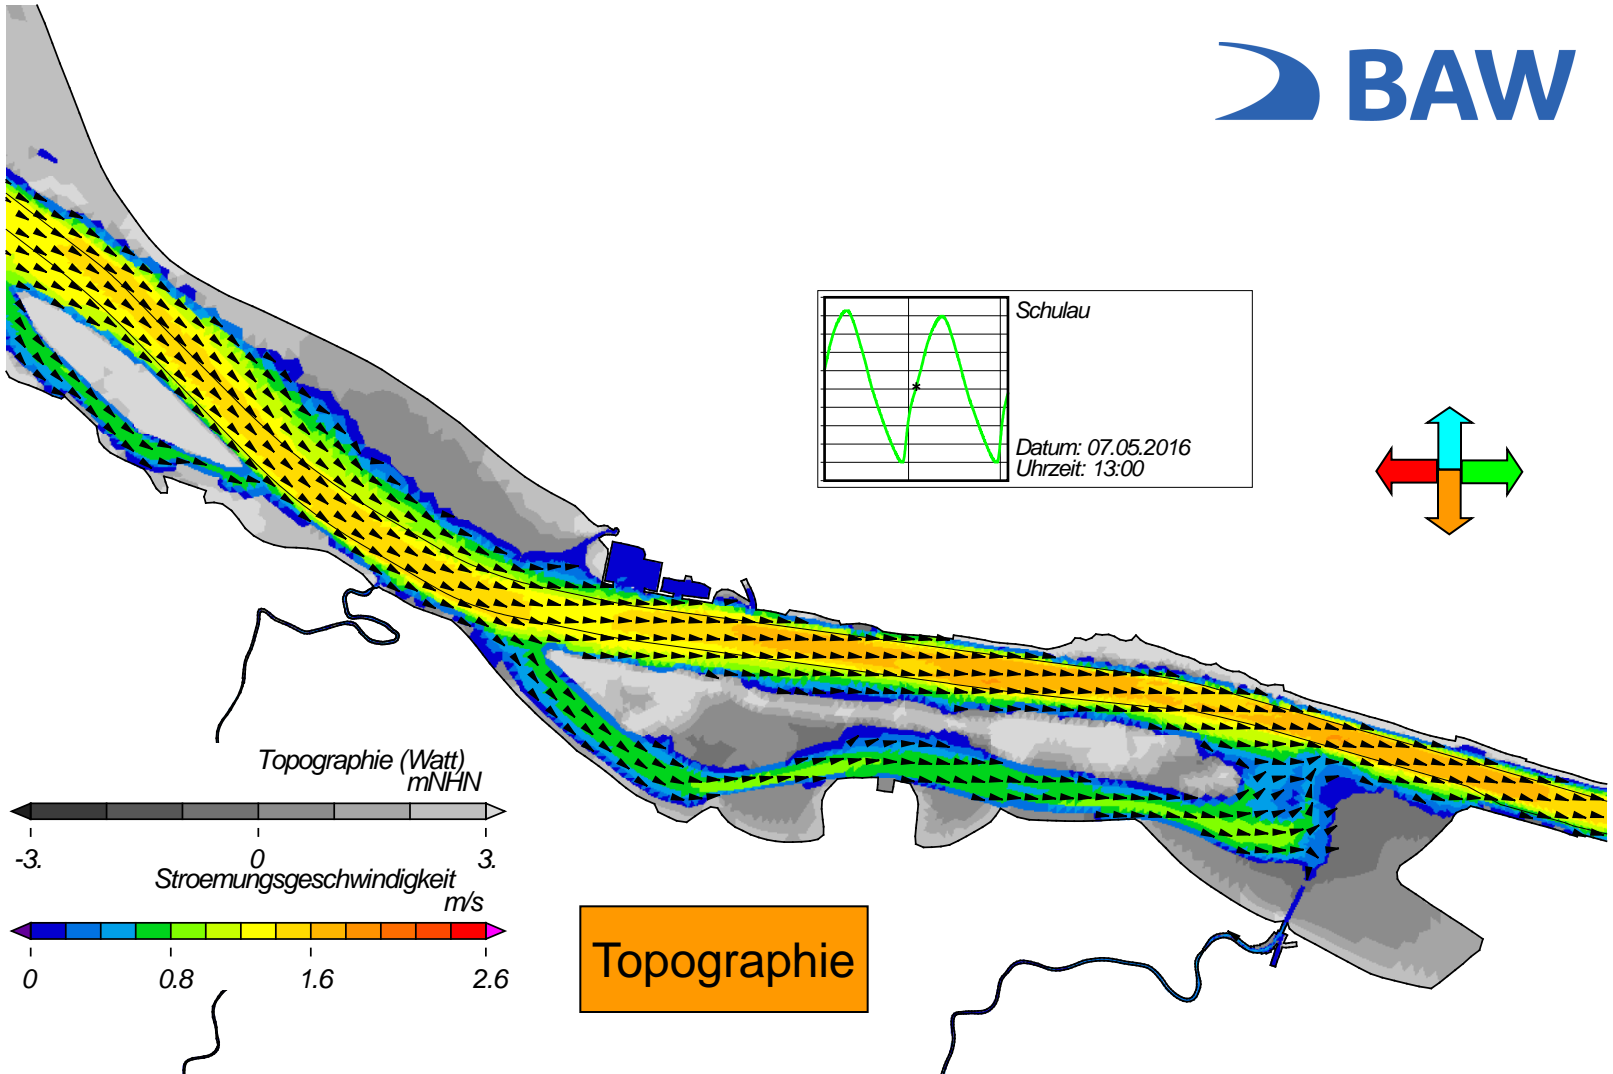 BAW
Schulau
Datum: 07.05.2016
Uhrzeit: 13:00
Topographie (Watt)
mNHN
-3. 0 3.
Stroemungsgeschwindigkeit
m/s
0 0.8 1.6 2.6
Topographie